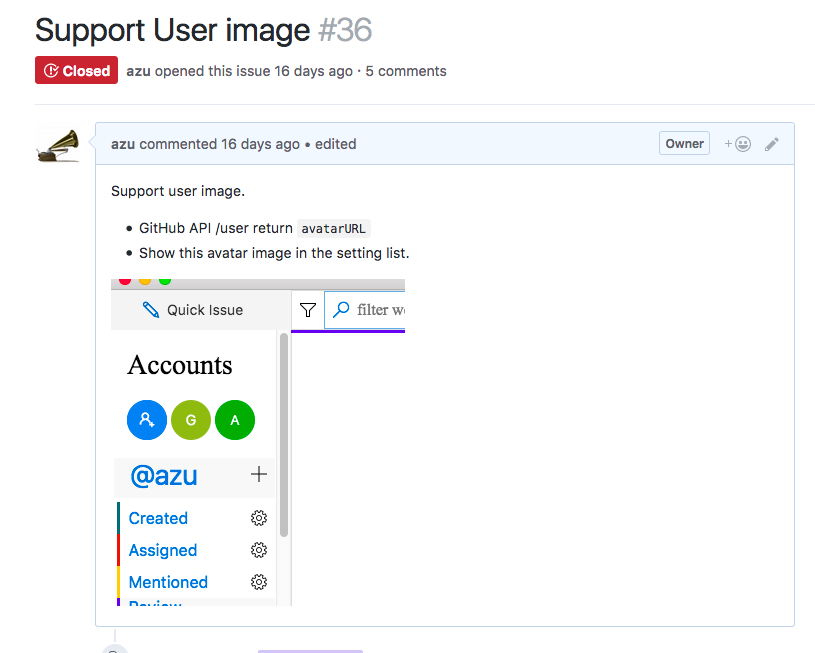 Support User image #36
Closed azu opened this issue 16 days ago · 5 comments
azu commented 16 days ago • edited Owner
Support user image.
• GitHub API /user return avatarURL
• Show this avatar image in the setting list.
Quick Issue filter
Accounts
G A
@azu
Created
Assigned
Mentioned
Review